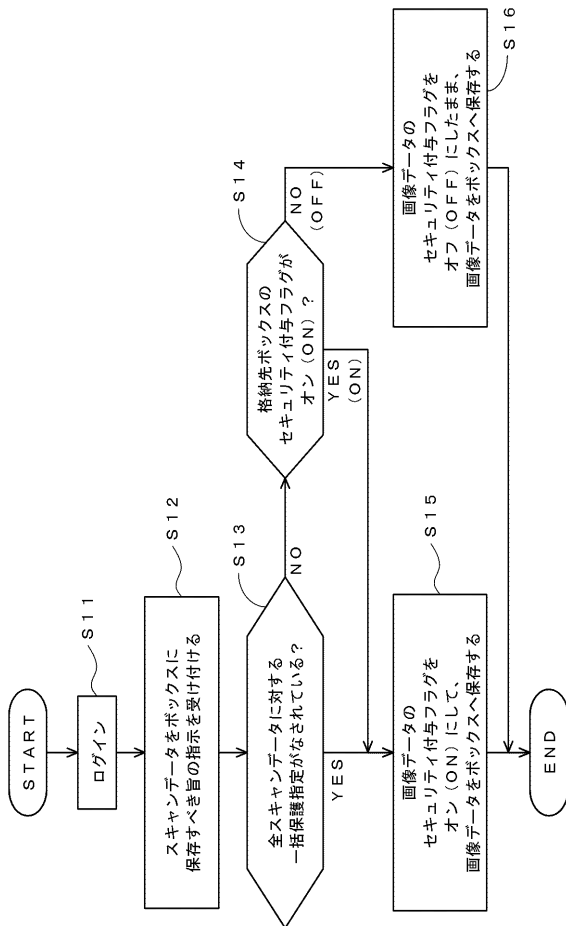 START
ログイン
S11
スキャンデータをボックスに
保存すべき旨の指示を受け付ける
S12
全スキャンデータに対する
一括保護指定がなされている?
S13
NO
YES
格納先ボックスの
セキュリティ付与フラグが
オン(ON)?
S14
YES
(ON)
NO
(OFF)
画像データの
セキュリティ付与フラグを
オン(ON)にして、
画像データをボックスへ保存する
S15
画像データの
セキュリティ付与フラグを
オフ(OFF)にしたまま、
画像データをボックスへ保存する
S16
END